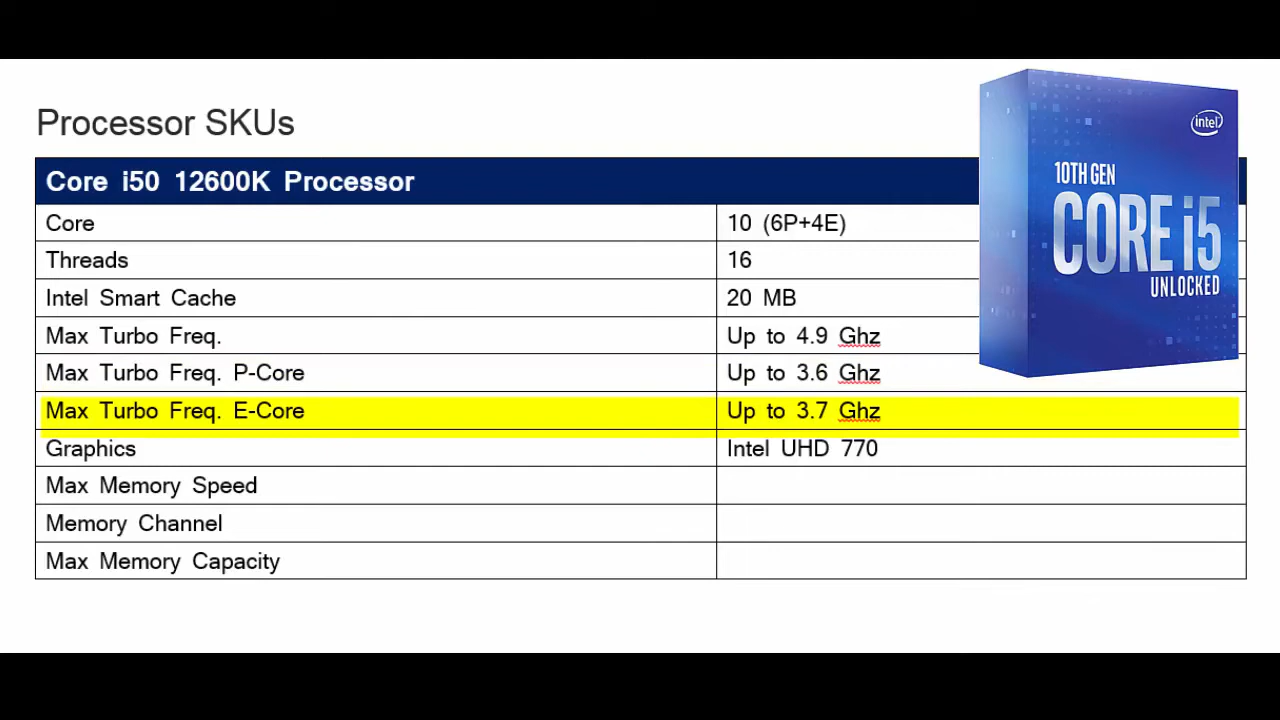 Processor SKUs
Core i50 12600K Processor
Core 10 (6P+4E)
Threads 16
Intel Smart Cache 20 MB
Max Turbo Freq. Up to 4.9 Ghz
Max Turbo Freq. P-Core Up to 3.6 Ghz
Max Turbo Freq. E-Core Up to 3.7 Ghz
Graphics Intel UHD 770
Max Memory Speed
Memory Channel
Max Memory Capacity
intel
10TH GEN
CORE i5
UNLOCKED